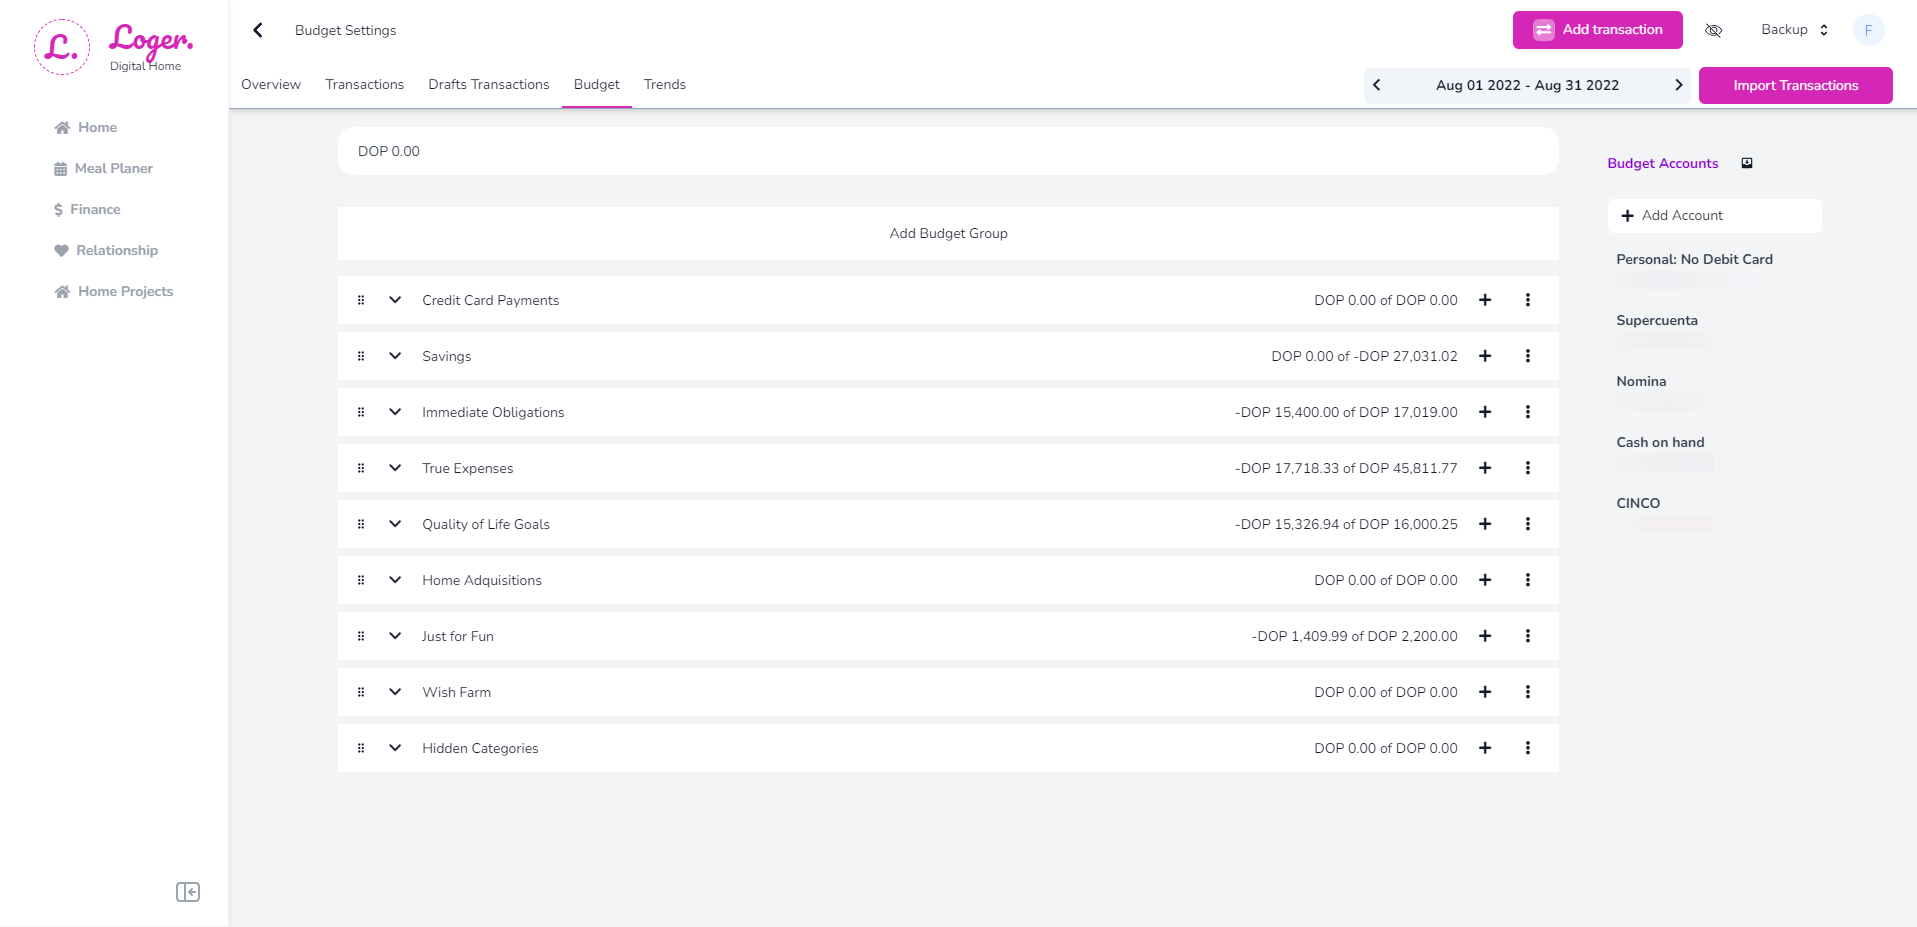 L.
Loger.
Digital Home
Home
Meal Planer
Finance
Relationship
Home Projects
Budget Settings
Add transaction
Backup
F
Overview
Transactions
Drafts Transactions
Budget
Trends
Aug 01 2022 - Aug 31 2022
Import Transactions
DOP 0.00
Add Budget Group
Credit Card Payments DOP 0.00 of DOP 0.00
Savings DOP 0.00 of -DOP 27,031.02
Immediate Obligations -DOP 15,400.00 of DOP 17,019.00
True Expenses -DOP 17,718.33 of DOP 45,811.77
Quality of Life Goals -DOP 15,326.94 of DOP 16,000.25
Home Adquisitions DOP 0.00 of DOP 0.00
Just for Fun -DOP 1,409.99 of DOP 2,200.00
Wish Farm DOP 0.00 of DOP 0.00
Hidden Categories DOP 0.00 of DOP 0.00
Budget Accounts
Add Account
Personal: No Debit Card
Supercuenta
Nomina
Cash on hand
CINCO